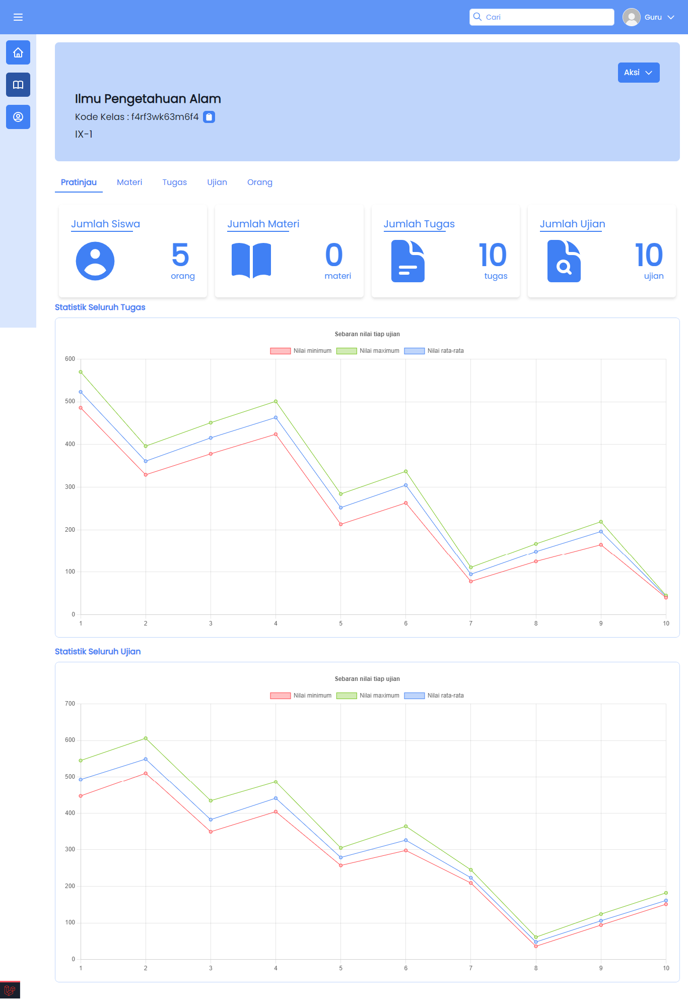 Cari
Guru
Aksi
Ilmu Pengetahuan Alam
Kode Kelas : f4rf3wk63m6f4
IX-1
Pratinjau Materi Tugas Ujian Orang
Jumlah Siswa
5
orang
Jumlah Materi
0
materi
Jumlah Tugas
10
tugas
Jumlah Ujian
10
ujian
Statistik Seluruh Tugas
Sebaran nilai tiap ujian
Nilai minimum Nilai maximum Nilai rata-rata
600
500
400
300
200
100
0
1 2 3 4 5 6 7 8 9 10
Statistik Seluruh Ujian
Sebaran nilai tiap ujian
Nilai minimum Nilai maximum Nilai rata-rata
700
600
500
400
300
200
100
0
1 2 3 4 5 6 7 8 9 10